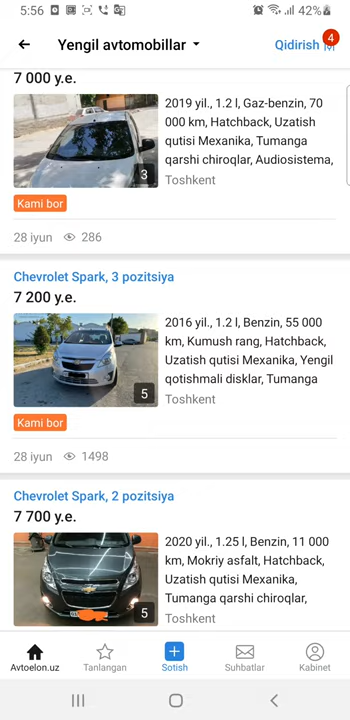 5:56
42%
Yengil avtomobillar
Qidirish
4
7 000 y.e.
2019 yil., 1.2 l, Gaz-benzin, 70
000 km, Hatchback, Uzatish
qutisi Mexanika, Tumanga
qarshi chiroqlar, Audiosistema,
Toshkent
3
Kami bor
28 iyun 286
Chevrolet Spark, 3 pozitsiya
7 200 y.e.
2016 yil., 1.2 l, Benzin, 55 000
km, Kumush rang, Hatchback,
Uzatish qutisi Mexanika, Yengil
qotishmali disklar, Tumanga
Toshkent
5
Kami bor
28 iyun 1498
Chevrolet Spark, 2 pozitsiya
7 700 y.e.
2020 yil., 1.25 l, Benzin, 11 000
km, Mokriy asfalt, Hatchback,
Uzatish qutisi Mexanika,
Tumanga qarshi chiroqlar,
Toshkent
5
Avtoelon.uz Tanlangan Sotish Suhbatlar Kabinet